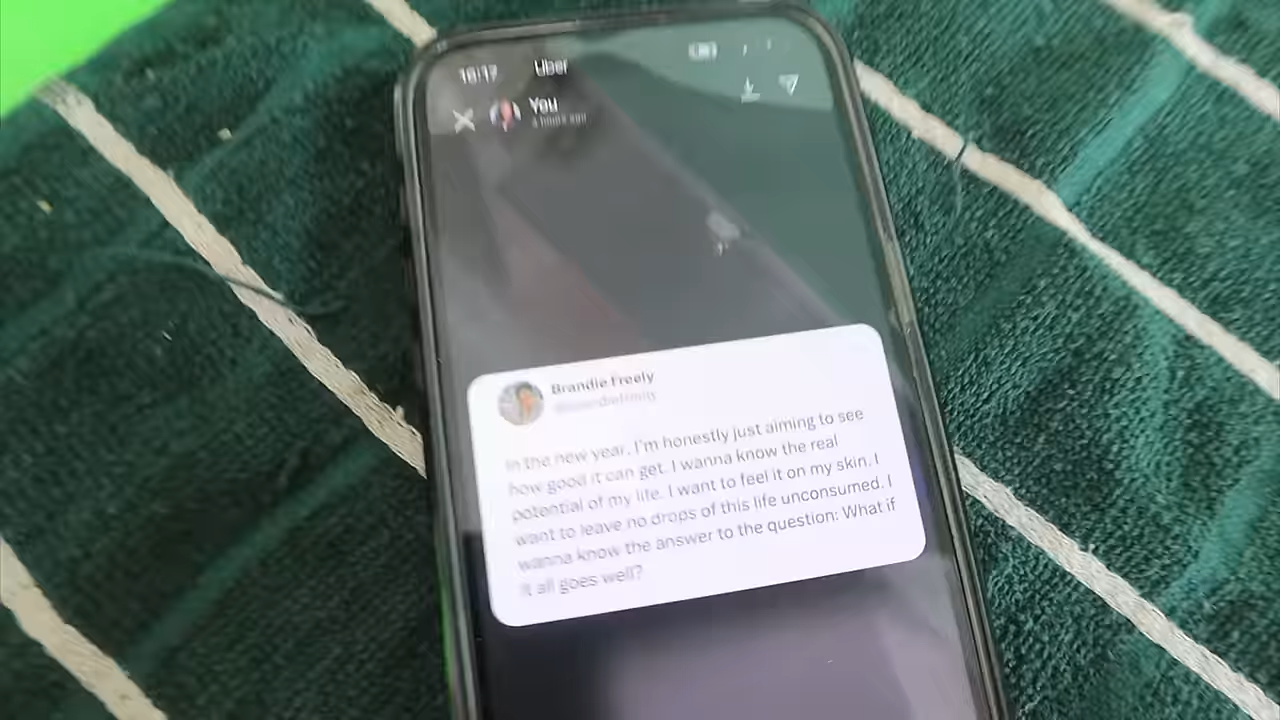 16:17 Uber
You
Brandie Freely
In the new year, I'm honestly just aiming to see
how good it can get. I wanna know the real
potential of my life. I want to feel it on my skin. I
want to leave no drops of this life unconsumed. I
wanna know the answer to the question: What if
it all goes well?